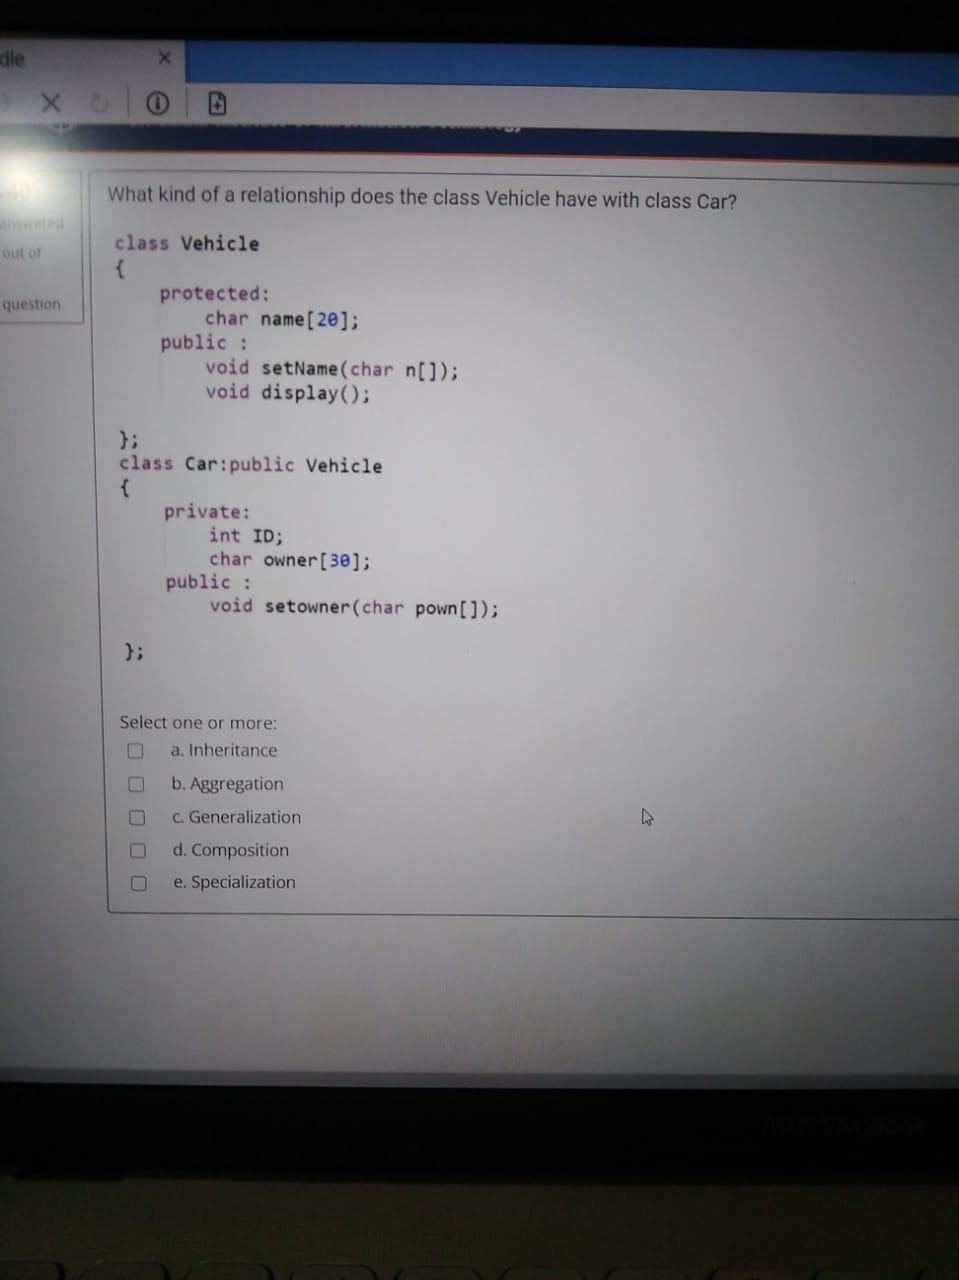 dle
What kind of a relationship does the class Vehicle have with class Car?
answered
out of
question
class Vehicle
{
protected:
char name[20];
public :
void setName(char n[]);
void display();
};
class Car:public Vehicle
{
private:
int ID;
char owner[30];
public :
void setowner(char pown[]);
};
Select one or more:
a. Inheritance
b. Aggregation
c. Generalization
d. Composition
e. Specialization